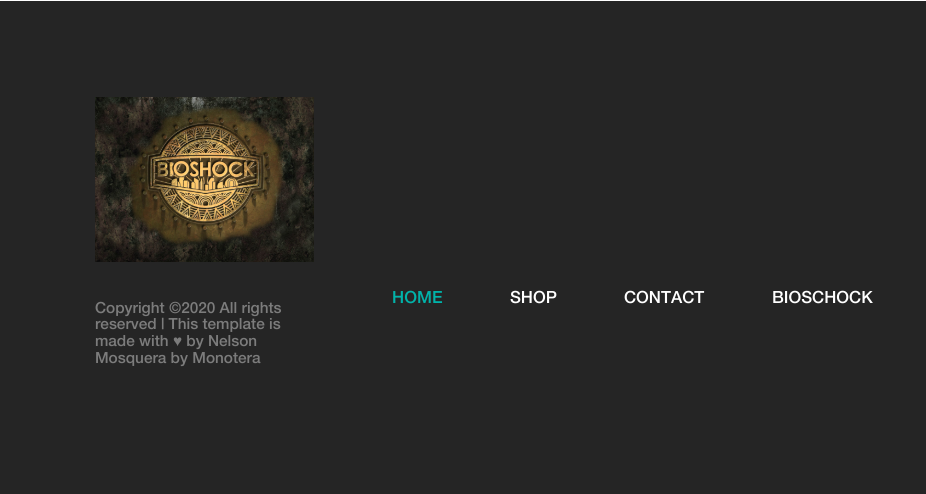 BIOSHOCK
Copyright ©2020 All rights
reserved | This template is
made with ♥ by Nelson
Mosquera by Monotera
HOME SHOP CONTACT BIOSCHOCK